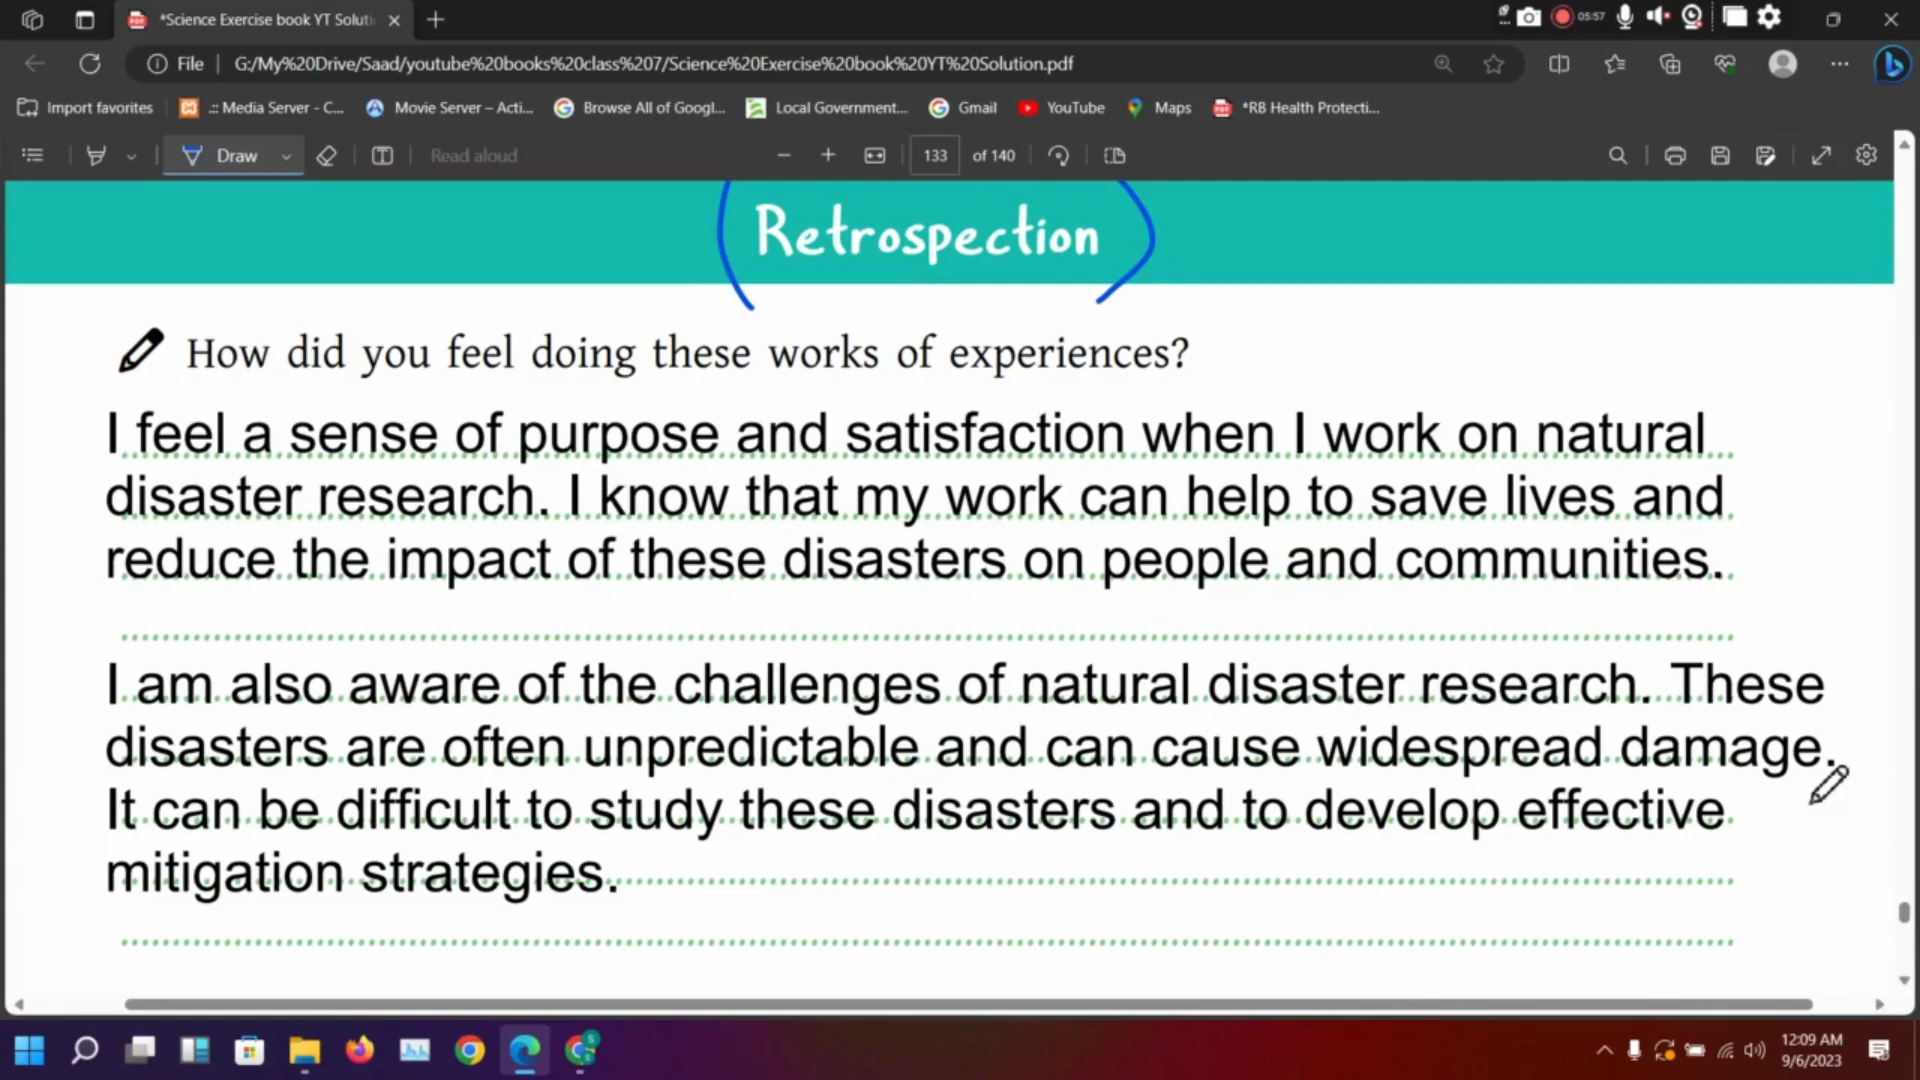 *Science Exercise book YT Soluti
05:57
File
G:/My%20Drive/Saad/youtube%20books%20class%207/Science%20Exercise%20book%20YT%20Solution.pdf
Import favorites
.:: Media Server - C...
Movie Server – Acti...
Browse All of Googl...
Local Government...
Gmail
YouTube
Maps
*RB Health Protecti...
Draw
Read aloud
133
of 140
Retrospection
How did you feel doing these works of experiences?
I feel a sense of purpose and satisfaction when I work on natural
disaster research. I know that my work can help to save lives and
reduce the impact of these disasters on people and communities.
I am also aware of the challenges of natural disaster research. These
disasters are often unpredictable and can cause widespread damage.
It can be difficult to study these disasters and to develop effective
mitigation strategies.
12:09 AM
9/6/2023